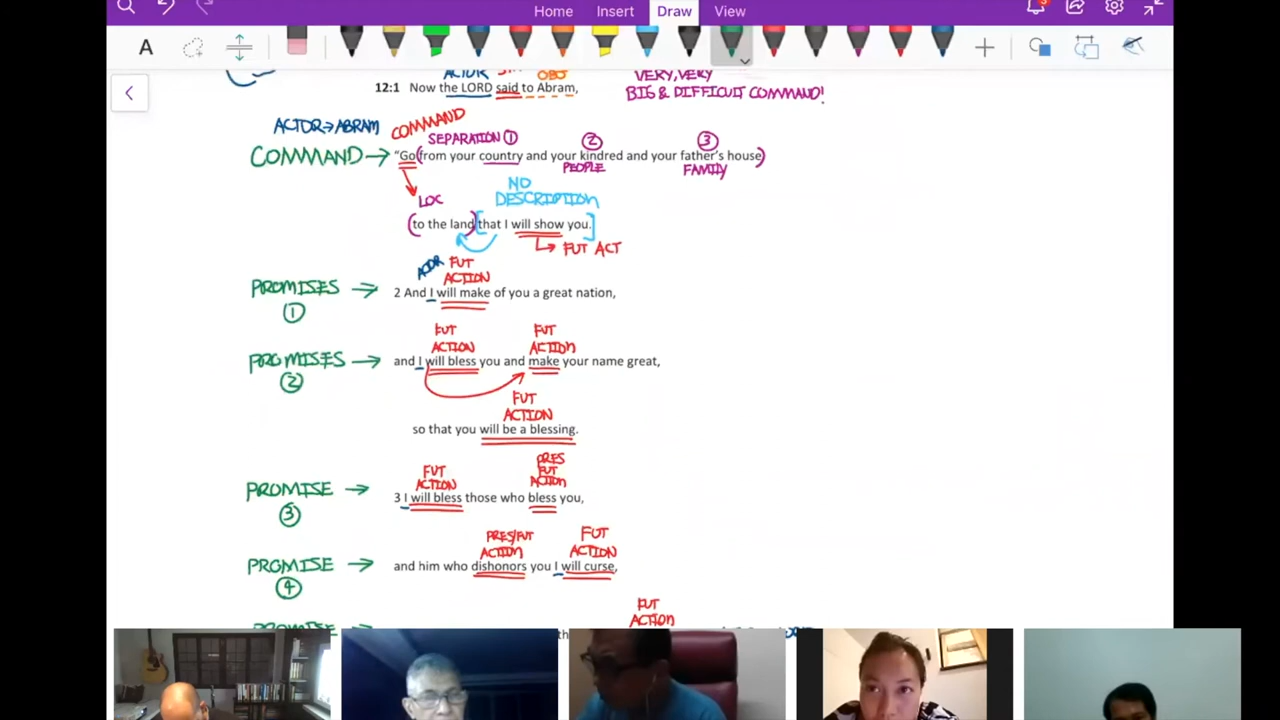 Home Insert Draw View
A
ACTOR OBJ VERY, VERY
12:1 Now the LORD said to Abram,
BIG & DIFFICULT COMMAND!
ACTOR → ABRAM COMMAND
SEPARATION ① ② ③
COMMAND → "Go (from your country and your kindred and your father's house)
PEOPLE FAMILY
NO
LOC DESCRIPTION
(to the land) [that I will show you.]
→ FUT ACT
ACTOR FUT
ACTION
PROMISES → 2 And I will make of you a great nation,
①
FUT FUT
ACTION ACTION
PROMISES → and I will bless you and make your name great,
②
FUT
ACTION
so that you will be a blessing.
PRES
FUT FUT
ACTION ACTION
PROMISE → 3 I will bless those who bless you,
③
PRES/FUT FUT
ACTION ACTION
PROMISE → and him who dishonors you I will curse,
④
FUT
ACTION